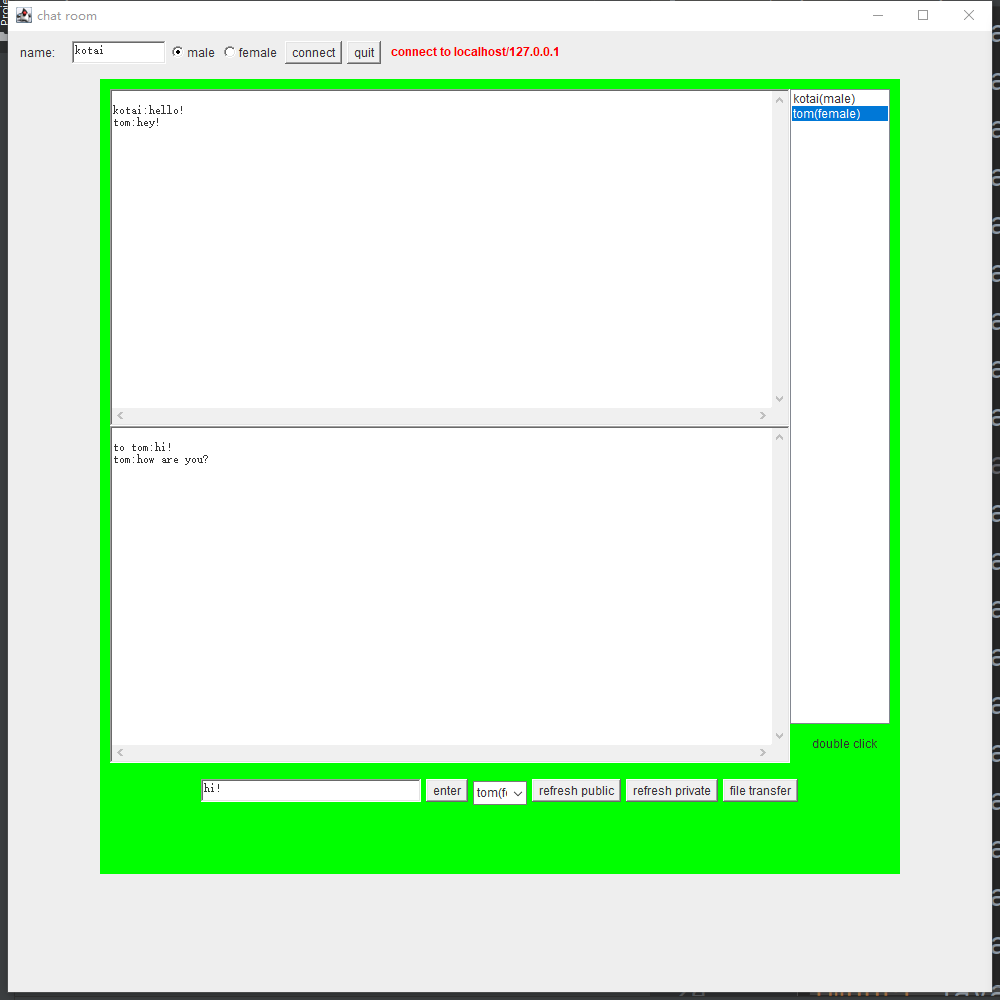 chat room
name: kotai male female connect quit connect to localhost/127.0.0.1
kotai:hello!
tom:hey!
kotai(male)
tom(female)
to tom:hi!
tom:how are you?
double click
hi! enter tom(f refresh public refresh private file transfer